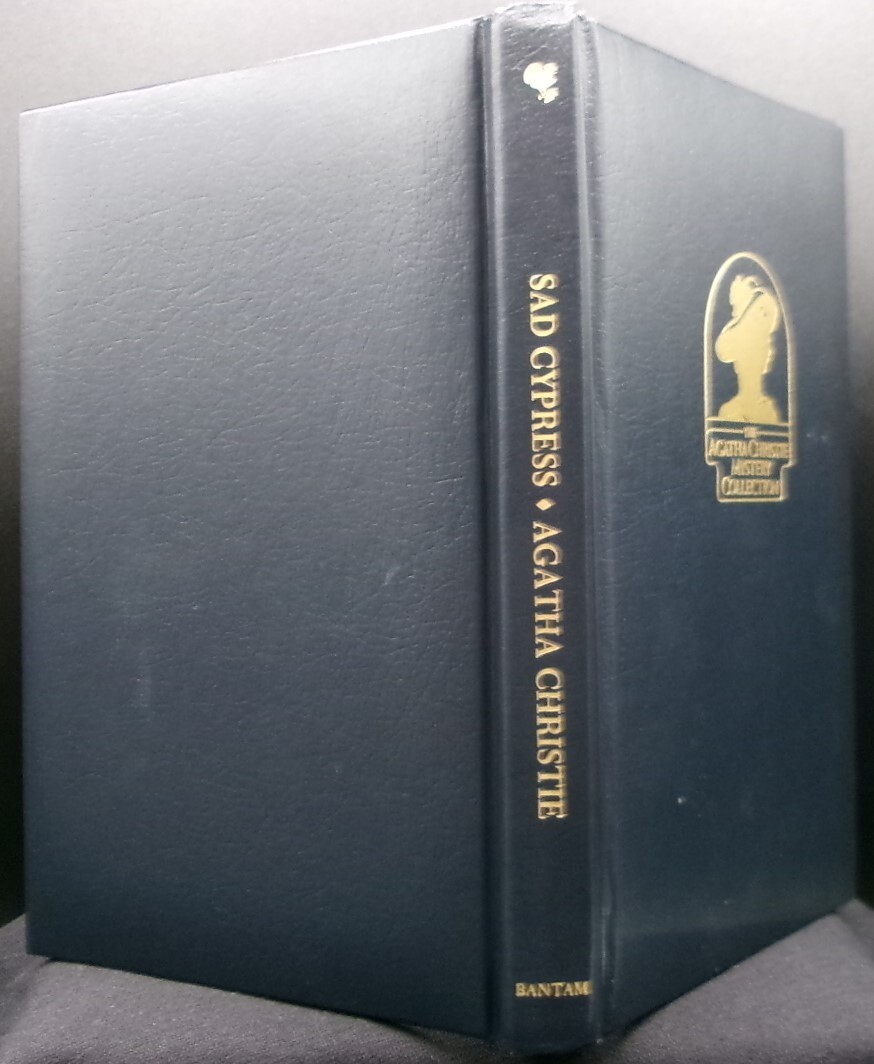 SAD CYPRESS ♦ AGATHA CHRISTIE
BANTAM
THE
AGATHA CHRISTIE
MYSTERY
COLLECTION